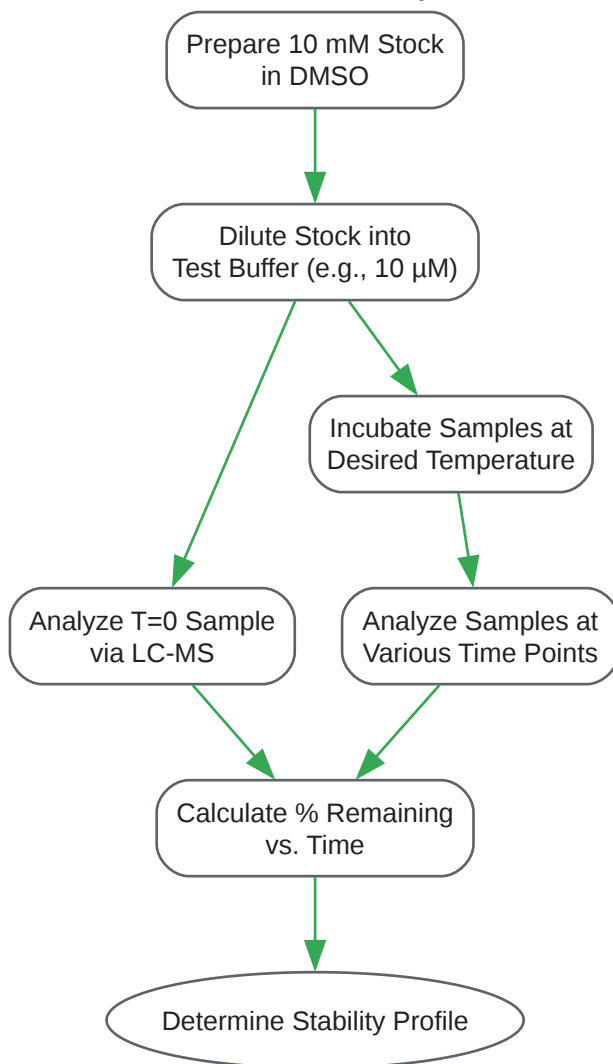 Prepare 10 mM Stock
in DMSO
Dilute Stock into
Test Buffer (e.g., 10 µM)
Incubate Samples at
Desired Temperature
Analyze T=0 Sample
via LC-MS
Analyze Samples at
Various Time Points
Calculate % Remaining
vs. Time
Determine Stability Profile